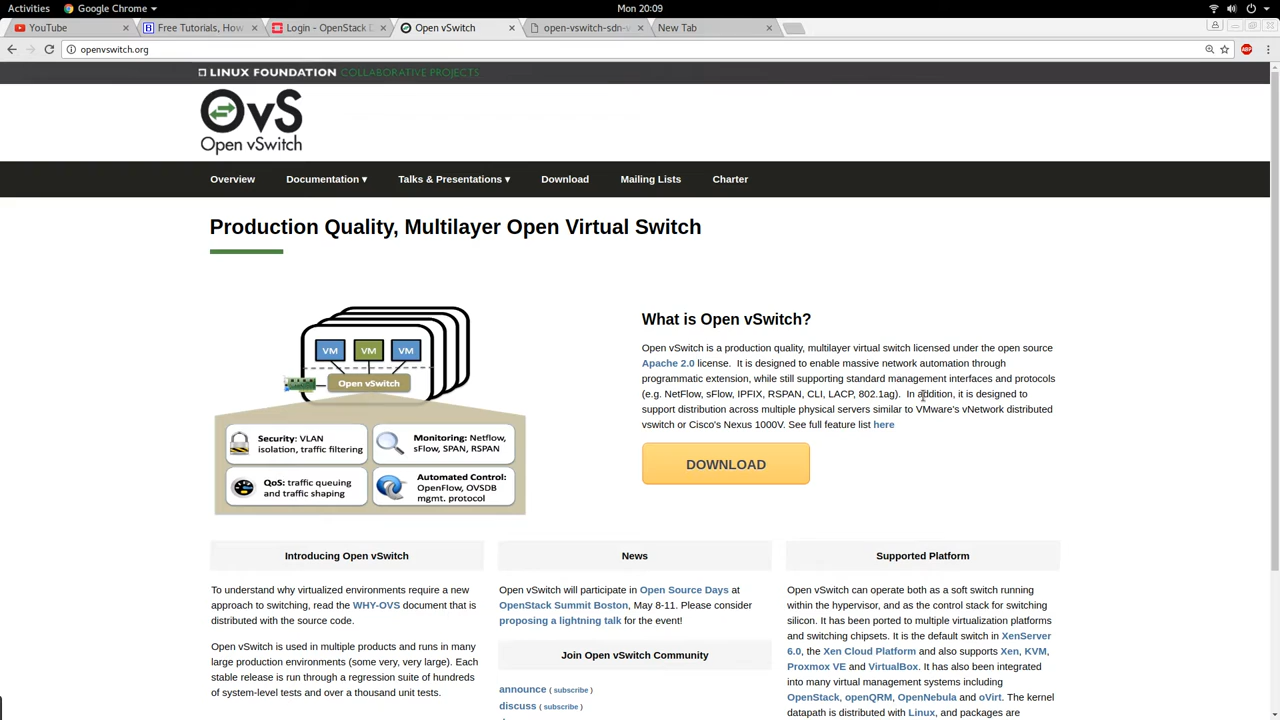 Activities
Google Chrome ▾
Mon 20:09
YouTube
Free Tutorials, How
Login - OpenStack D
Open vSwitch
open-vswitch-sdn-v
New Tab
openvswitch.org
ABP
LINUX FOUNDATION COLLABORATIVE PROJECTS
OvS
Open vSwitch
Overview
Documentation ▾
Talks & Presentations ▾
Download
Mailing Lists
Charter
Production Quality, Multilayer Open Virtual Switch
VM VM VM
Open vSwitch
Security: VLAN
isolation, traffic filtering
Monitoring: Netflow,
sFlow, SPAN, RSPAN
QoS: traffic queuing
and traffic shaping
Automated Control:
OpenFlow, OVSDB
mgmt. protocol
What is Open vSwitch?
Open vSwitch is a production quality, multilayer virtual switch licensed under the open source
Apache 2.0 license. It is designed to enable massive network automation through
programmatic extension, while still supporting standard management interfaces and protocols
(e.g. NetFlow, sFlow, IPFIX, RSPAN, CLI, LACP, 802.1ag). In addition, it is designed to
support distribution across multiple physical servers similar to VMware's vNetwork distributed
vswitch or Cisco's Nexus 1000V. See full feature list here
DOWNLOAD
Introducing Open vSwitch
To understand why virtualized environments require a new
approach to switching, read the WHY-OVS document that is
distributed with the source code.
Open vSwitch is used in multiple products and runs in many
large production environments (some very, very large). Each
stable release is run through a regression suite of hundreds
of system-level tests and over a thousand unit tests.
News
Open vSwitch will participate in Open Source Days at
OpenStack Summit Boston, May 8-11. Please consider
proposing a lightning talk for the event!
Join Open vSwitch Community
announce ( subscribe )
discuss ( subscribe )
Supported Platform
Open vSwitch can operate both as a soft switch running
within the hypervisor, and as the control stack for switching
silicon. It has been ported to multiple virtualization platforms
and switching chipsets. It is the default switch in XenServer
6.0, the Xen Cloud Platform and also supports Xen, KVM,
Proxmox VE and VirtualBox. It has also been integrated
into many virtual management systems including
OpenStack, openQRM, OpenNebula and oVirt. The kernel
datapath is distributed with Linux, and packages are